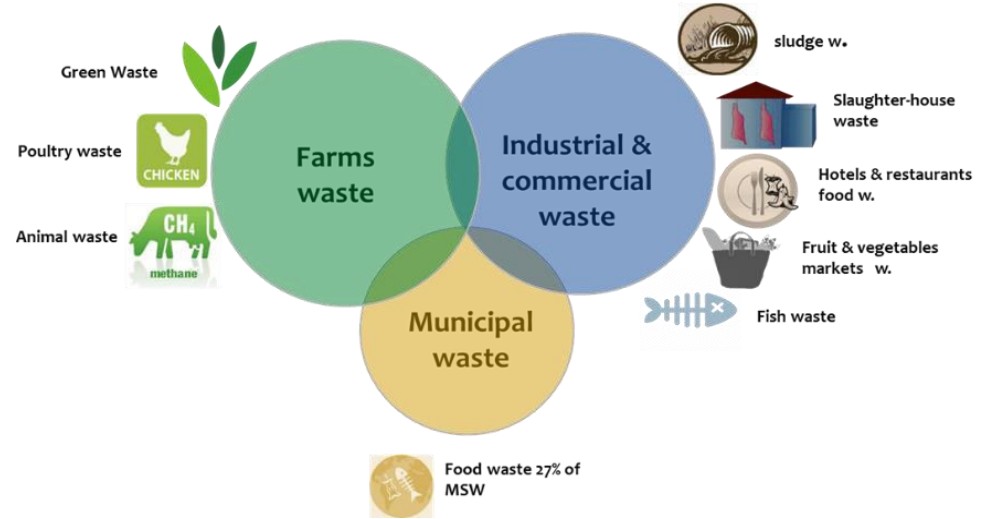 Green Waste
Poultry waste
CHICKEN
Animal waste
CH4
methane
Farms
waste
Industrial &
commercial
waste
Municipal
waste
sludge w.
Slaughter-house
waste
Hotels & restaurants
food w.
Fruit & vegetables
markets w.
Fish waste
Food waste 27% of
MSW